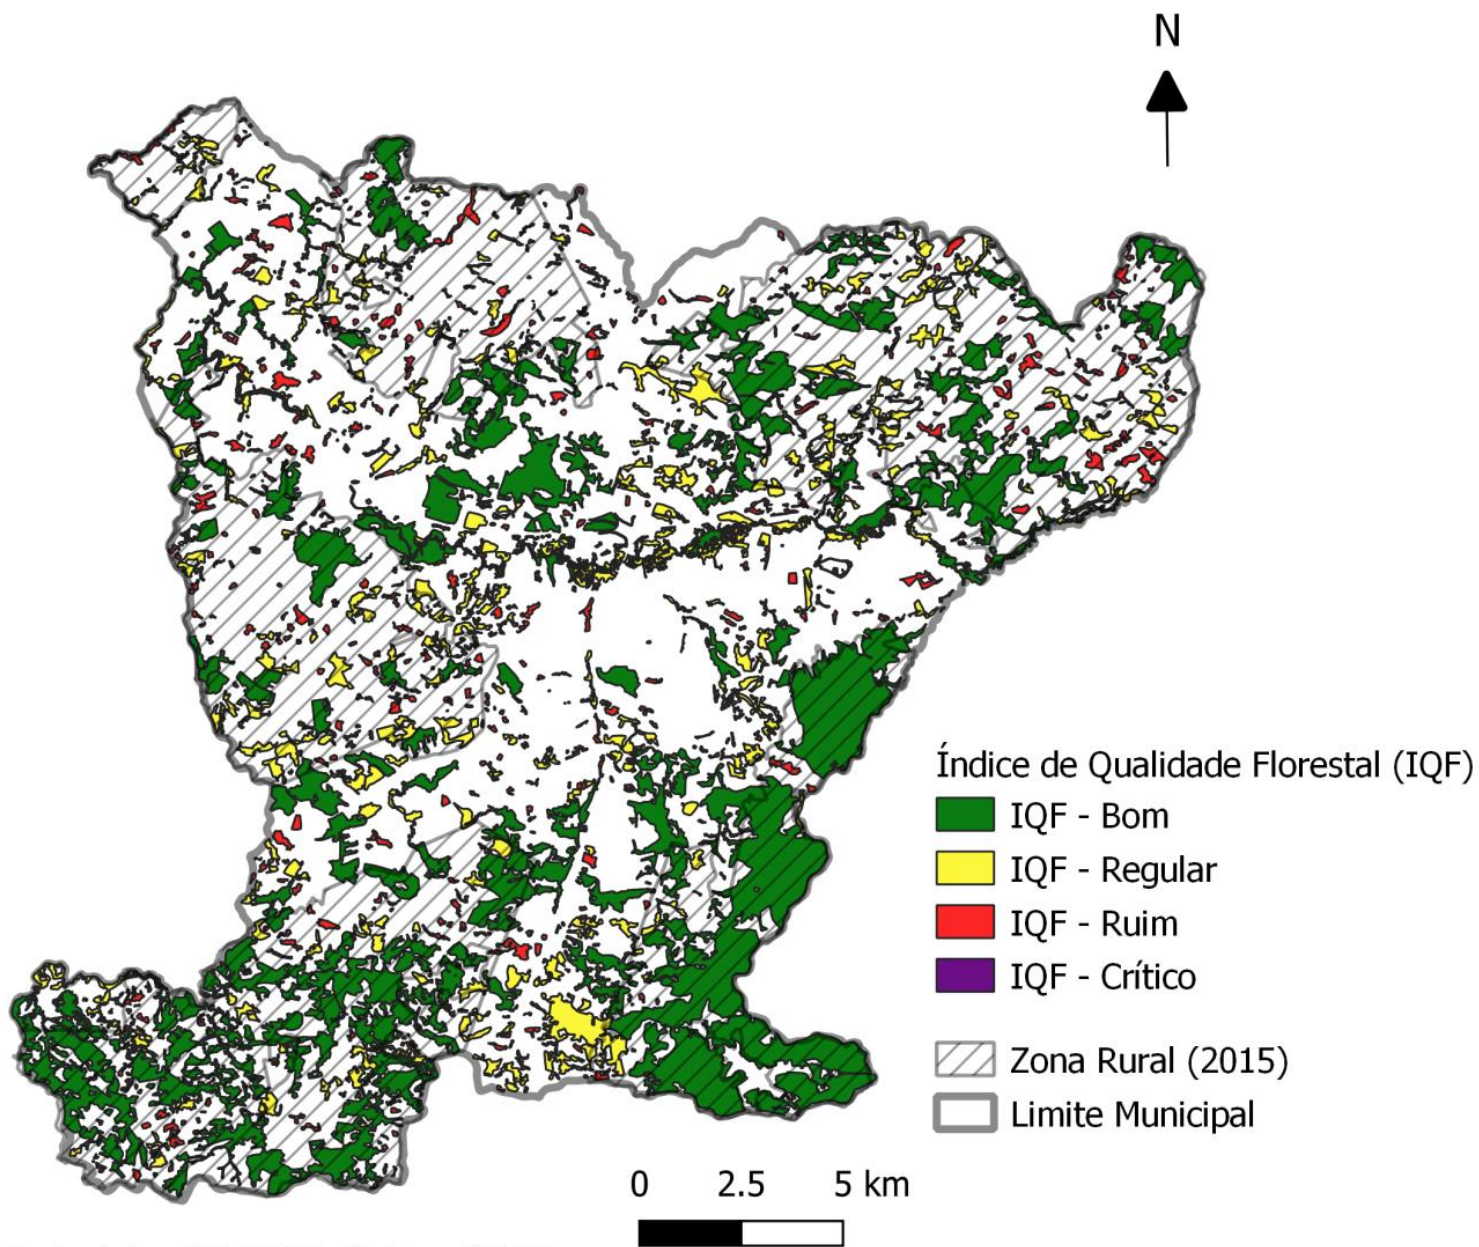 N
Índice de Qualidade Florestal (IQF)
IQF - Bom
IQF - Regular
IQF - Ruim
IQF - Crítico
Zona Rural (2015)
Limite Municipal
0 2.5 5 km